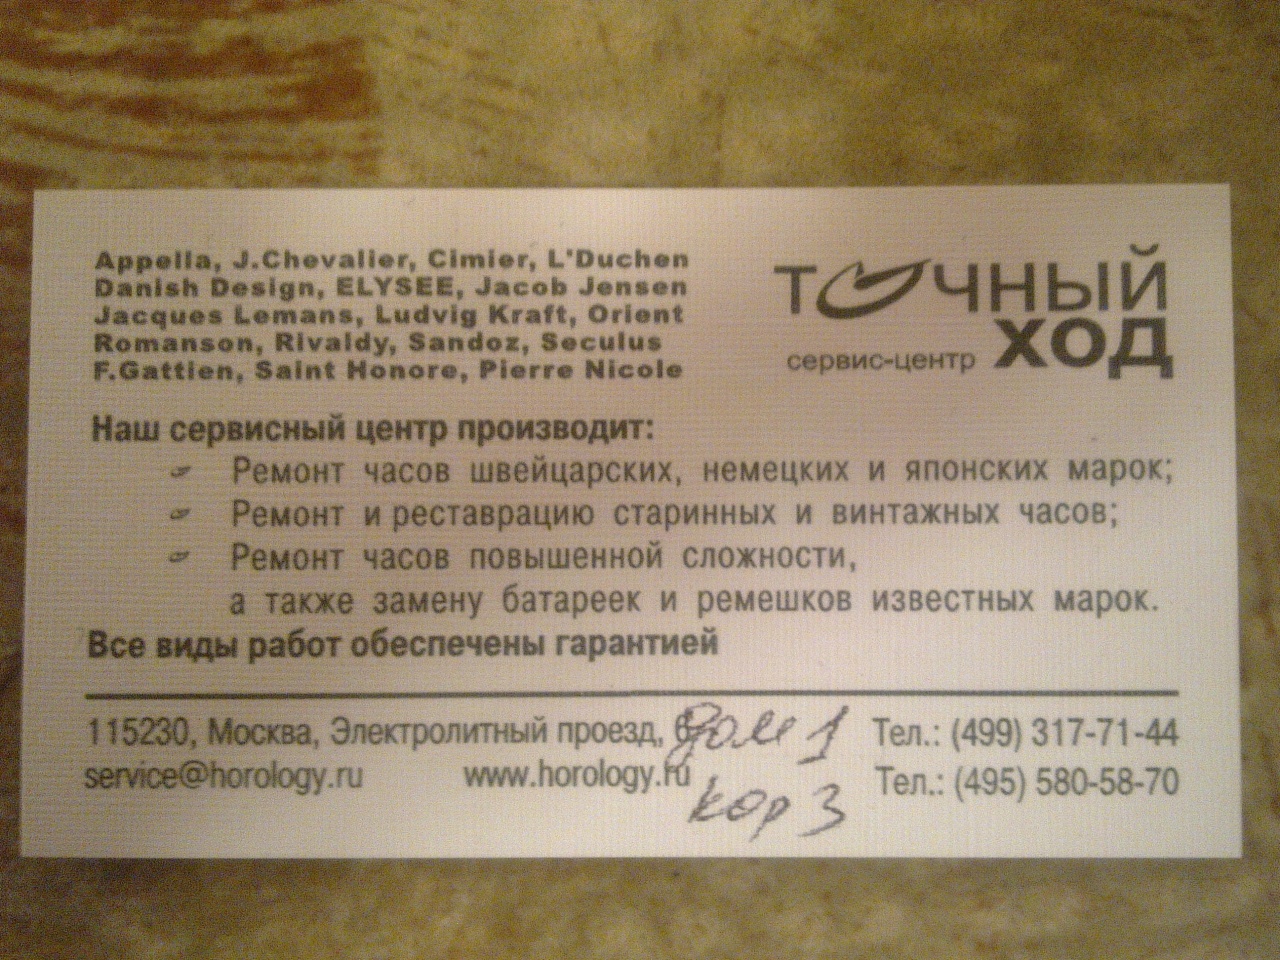 Appella, J.Chevalier, Cimier, L'Duchen
Danish Design, ELYSEE, Jacob Jensen
Jacques Lemans, Ludvig Kraft, Orient
Romanson, Rivaldy, Sandoz, Seculus
F.Gattien, Saint Honore, Pierre Nicole
ТОЧНЫЙ
ХОД
сервис-центр
Наш сервисный центр производит:
Ремонт часов швейцарских, немецких и японских марок;
Ремонт и реставрацию старинных и винтажных часов;
Ремонт часов повышенной сложности,
а также замену батареек и ремешков известных марок.
Все виды работ обеспечены гарантией
115230, Москва, Электролитный проезд, дом 1
кор 3
service@horology.ru www.horology.ru
Тел.: (499) 317-71-44
Тел.: (495) 580-58-70